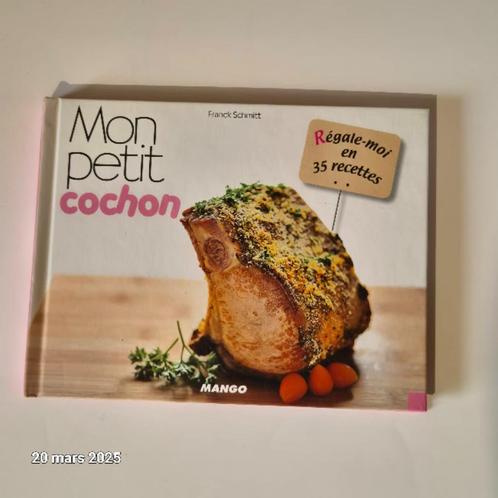 Franck Schmitt
Mon
petit
cochon
Régale-moi
en
35 recettes
..
MANGO
20 mars 2025